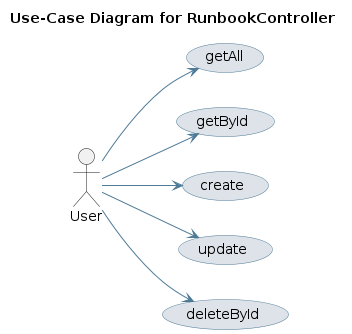 Use-Case Diagram for RunbookController
getAll
getById
create
User
update
deleteById